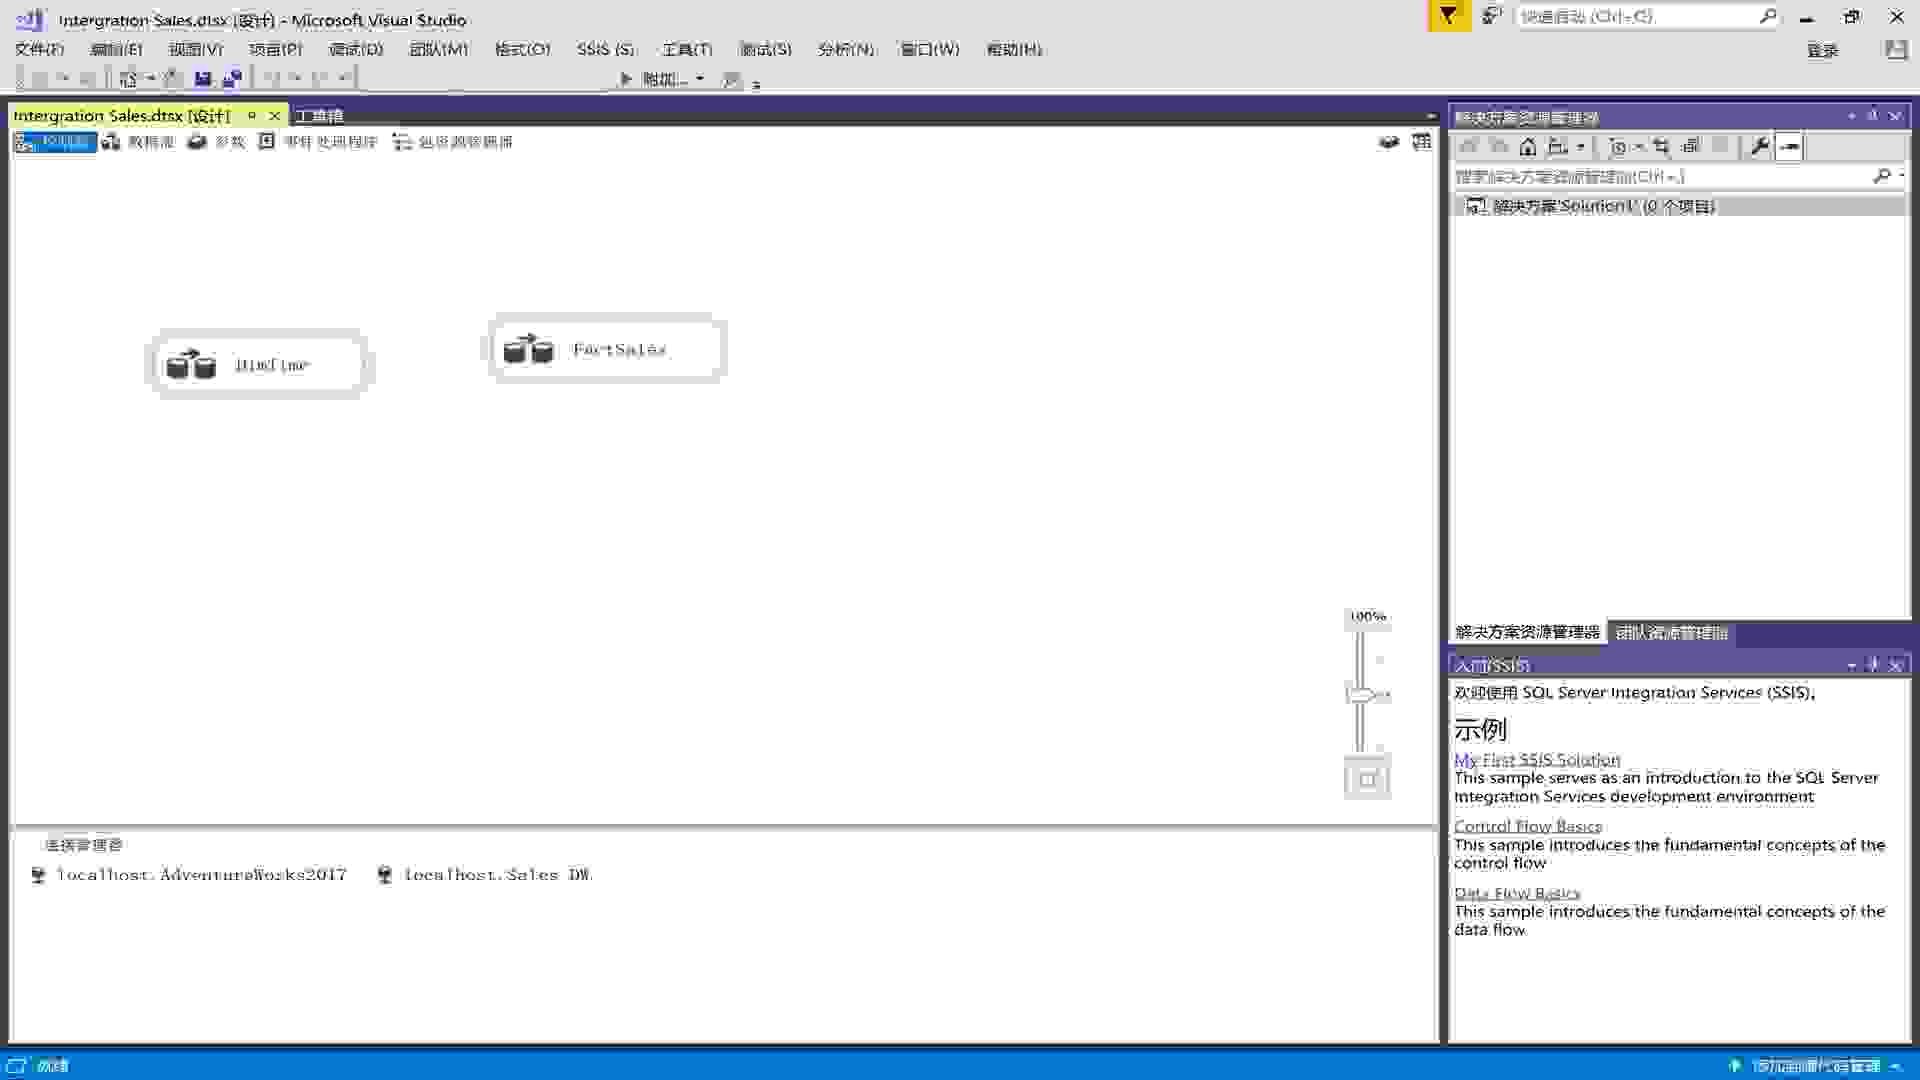 Intergration Sales.dtsx [设计] - Microsoft Visual Studio
快速启动 (Ctrl+Q)
文件(F) 编辑(E) 视图(V) 项目(P) 调试(D) 团队(M) 格式(O) SSIS (S) 工具(T) 测试(S) 分析(N) 窗口(W) 帮助(H)
登录
附加...
Intergration Sales.dtsx [设计] 工具箱
数据流 参数 事件处理程序 包资源管理器
DimTime
FactSales
100%
连接管理器
localhost.AdventureWorks2017 localhost.Sales DW
解决方案资源管理器
搜索解决方案资源管理器(Ctrl+;)
解决方案'Solution1' (0 个项目)
解决方案资源管理器 团队资源管理器
入门(SSIS)
欢迎使用 SQL Server Integration Services (SSIS)。
示例
My First SSIS Solution
This sample serves as an introduction to the SQL Server
Integration Services development environment
Control Flow Basics
This sample introduces the fundamental concepts of the
control flow
Data Flow Basics
This sample introduces the fundamental concepts of the
data flow.
就绪
添加到源代码管理